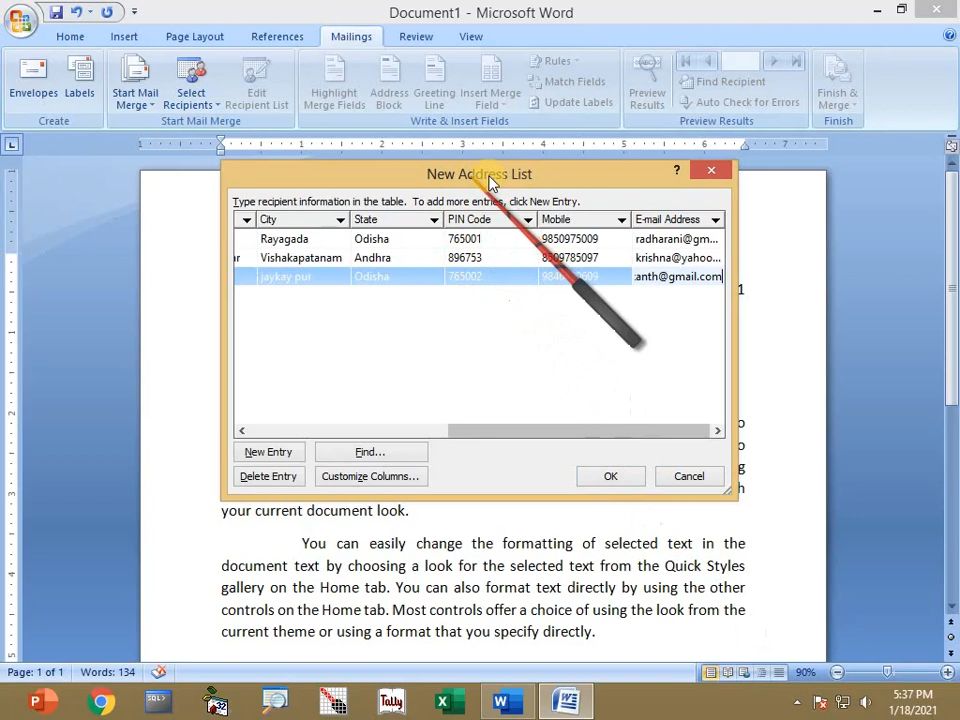 Document1 - Microsoft Word
Home Insert Page Layout References Mailings Review View
Envelopes Labels Start Mail Merge Select Recipients Edit Recipient List Highlight Merge Fields Address Block Greeting Line Insert Merge Field Rules Match Fields Update Labels Preview Results Find Recipient Auto Check for Errors Finish & Merge
Create Start Mail Merge Write & Insert Fields Preview Results Finish
New Address List
Type recipient information in the table. To add more entries, click New Entry.
City State PIN Code Mobile E-mail Address
Rayagada Odisha 765001 9850975009 radharani@gm...
Vishakapatanam Andhra 896753 8509785097 krishna@yahoo...
jaykay pur Odisha 765002 anth@gmail.com
New Entry Find...
Delete Entry Customize Columns... OK Cancel
your current document look.
You can easily change the formatting of selected text in the
document text by choosing a look for the selected text from the Quick Styles
gallery on the Home tab. You can also format text directly by using the other
controls on the Home tab. Most controls offer a choice of using the look from the
current theme or using a format that you specify directly.
Page: 1 of 1 Words: 134 90%
Tally
5:37 PM
1/18/2021